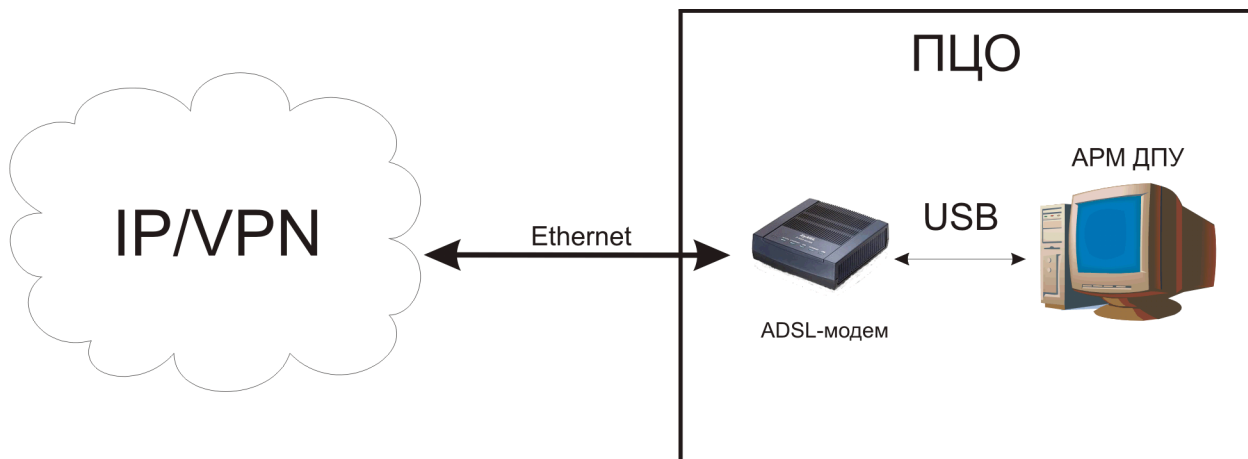 ПЦО
АРМ ДПУ
IP/VPN
Ethernet
USB
ADSL-модем